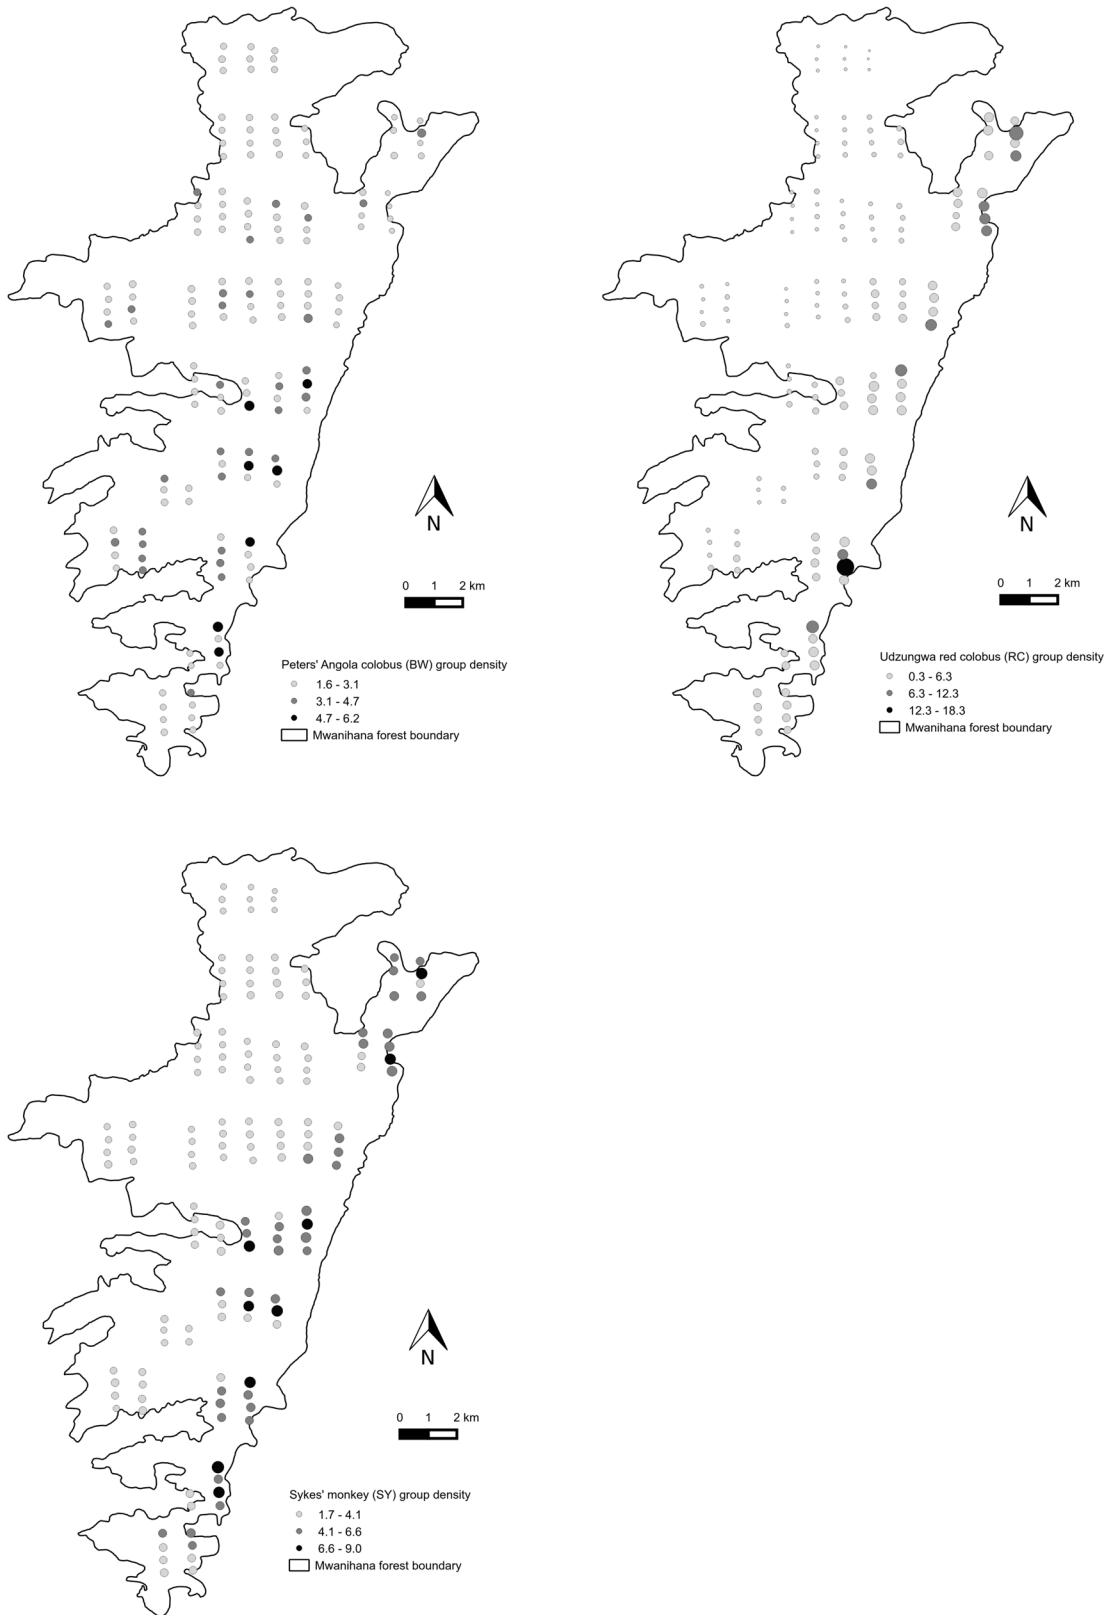 N
0 1 2 km
Peters' Angola colobus (BW) group density
1.6 - 3.1
3.1 - 4.7
4.7 - 6.2
Mwanihana forest boundary
N
0 1 2 km
Udzungwa red colobus (RC) group density
0.3 - 6.3
6.3 - 12.3
12.3 - 18.3
Mwanihana forest boundary
N
0 1 2 km
Sykes' monkey (SY) group density
1.7 - 4.1
4.1 - 6.6
6.6 - 9.0
Mwanihana forest boundary